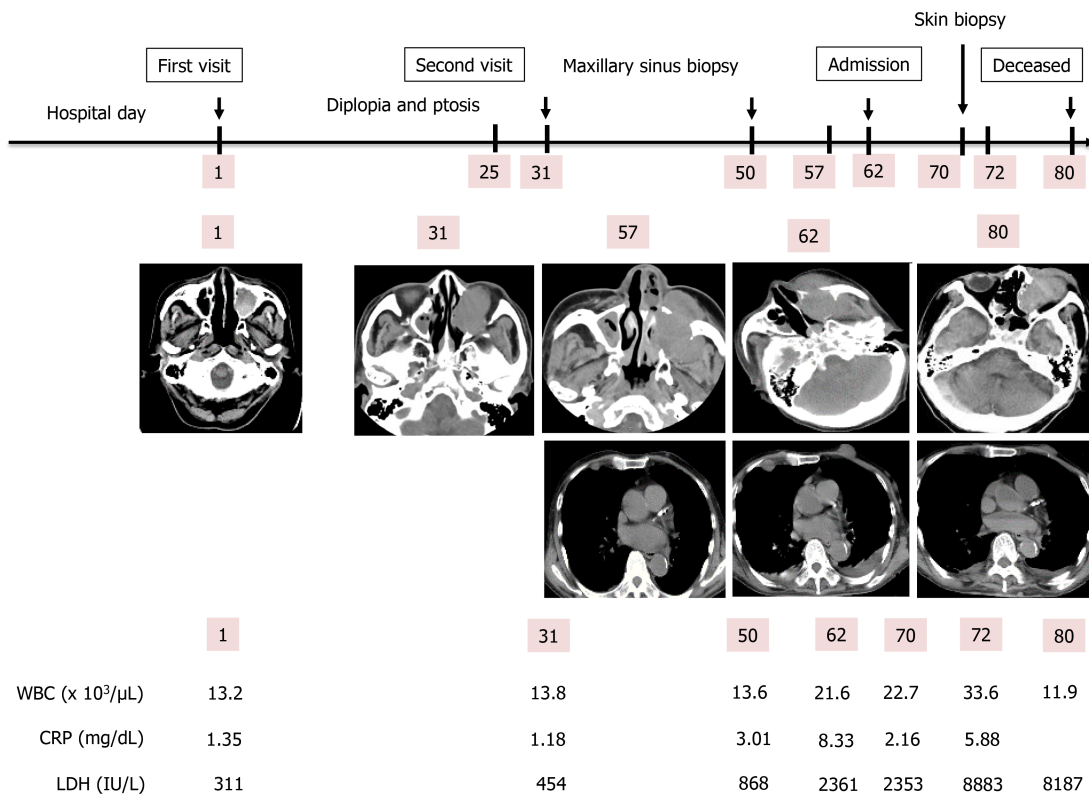 Skin biopsy
First visit
Second visit
Maxillary sinus biopsy
Admission
Deceased
Hospital day
Diplopia and ptosis
1 25 31 50 57 62 70 72 80
1 31 57 62 80
1 31 50 62 70 72 80
WBC (x 10³/μL) 13.2 13.8 13.6 21.6 22.7 33.6 11.9
CRP (mg/dL) 1.35 1.18 3.01 8.33 2.16 5.88
LDH (IU/L) 311 454 868 2361 2353 8883 8187